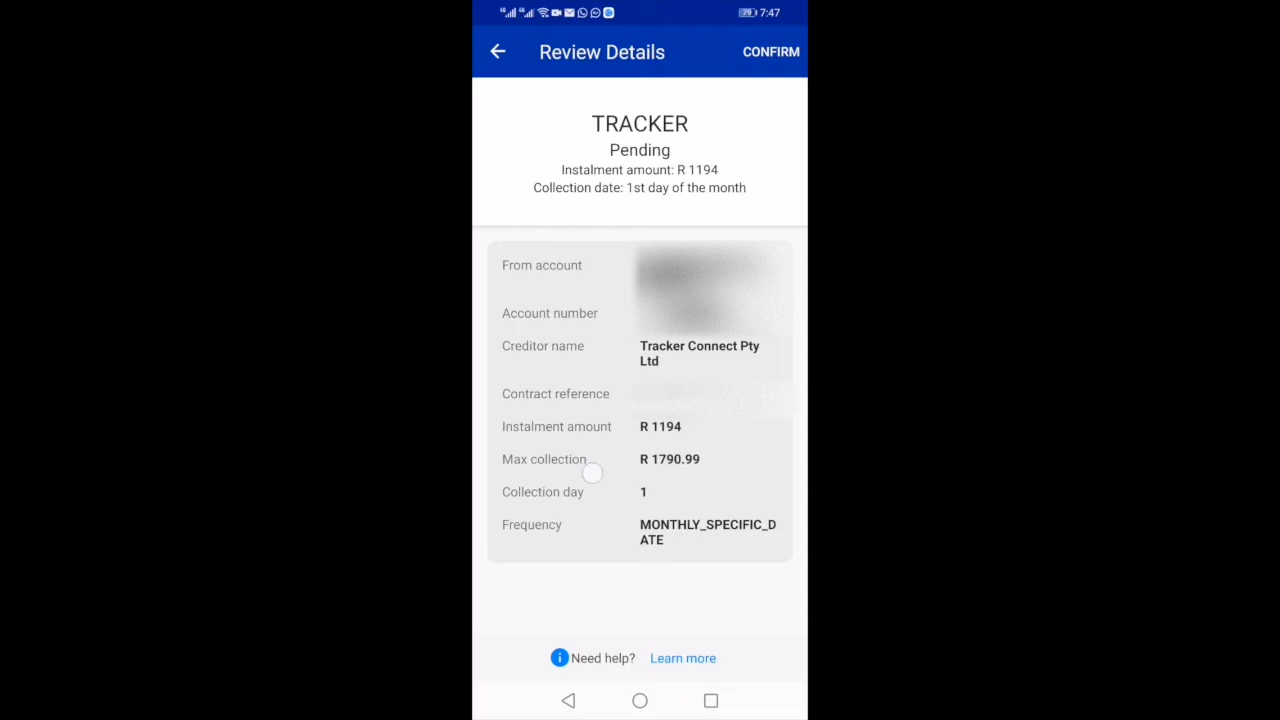 79 7:47
Review Details CONFIRM
TRACKER
Pending
Instalment amount: R 1194
Collection date: 1st day of the month
From account
Account number
Creditor name Tracker Connect Pty
Ltd
Contract reference
Instalment amount R 1194
Max collection R 1790.99
Collection day 1
Frequency MONTHLY_SPECIFIC_D
ATE
Need help? Learn more